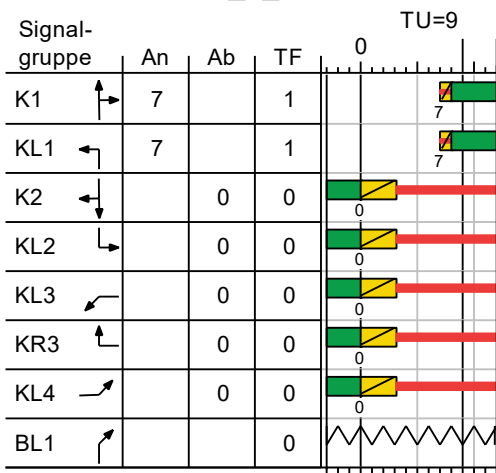 TU=9
Signal-
gruppe An Ab TF 0
K1 7 1
7
KL1 7 1
7
K2 0 0
0
KL2 0 0
0
KL3 0 0
0
KR3 0 0
0
KL4 0 0
0
BL1 0